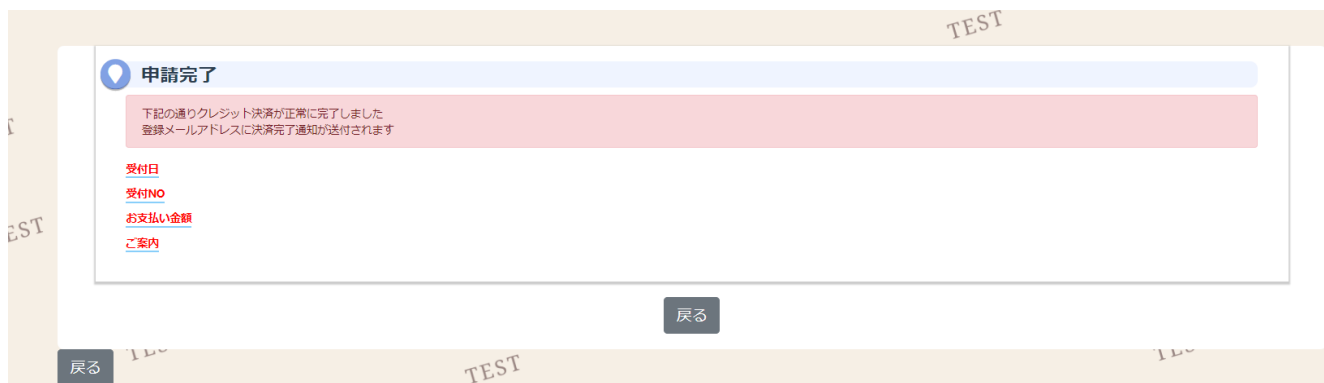 TEST
申請完了
下記の通りクレジット決済が正常に完了しました
登録メールアドレスに決済完了通知が送付されます
受付日
受付NO
お支払い金額
ご案内
戻る
戻る
TEST